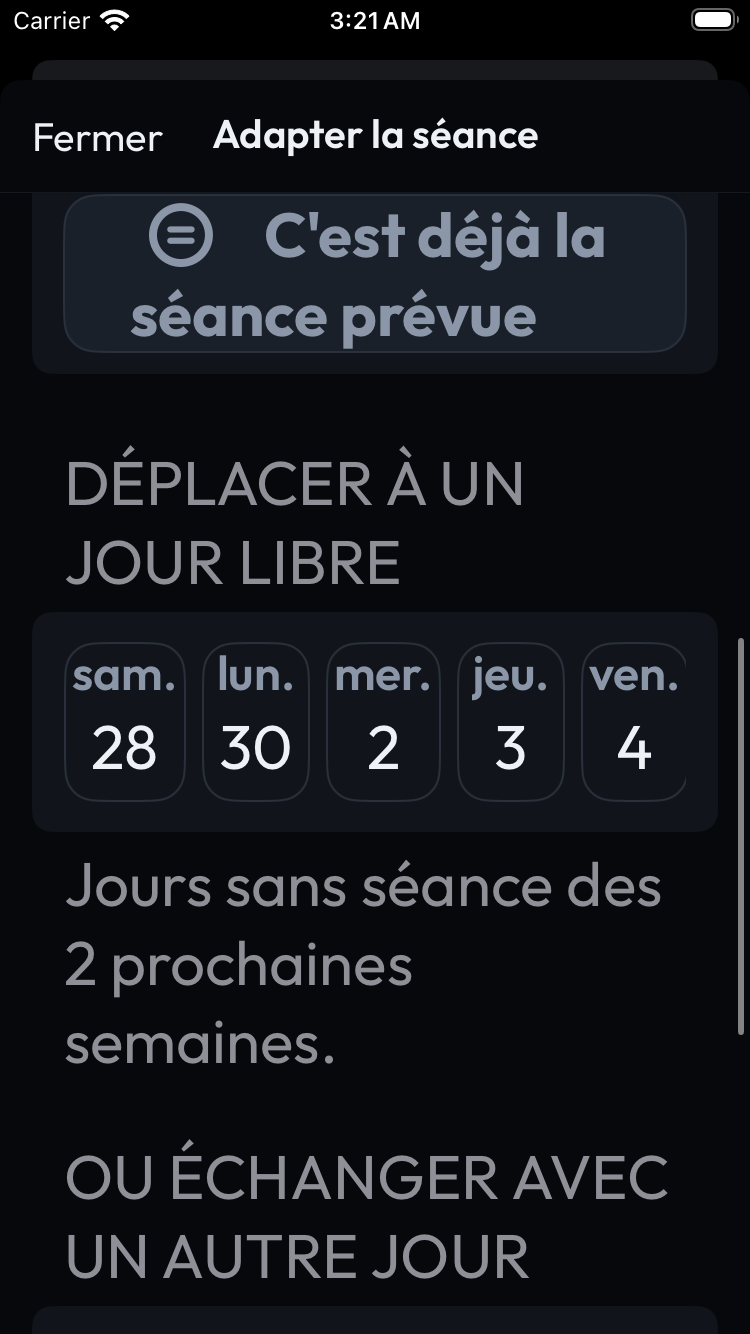 Carrier 3:21 AM
Fermer Adapter la séance
C'est déjà la
séance prévue
DÉPLACER À UN
JOUR LIBRE
sam. lun. mer. jeu. ven.
28 30 2 3 4
Jours sans séance des
2 prochaines
semaines.
OU ÉCHANGER AVEC
UN AUTRE JOUR